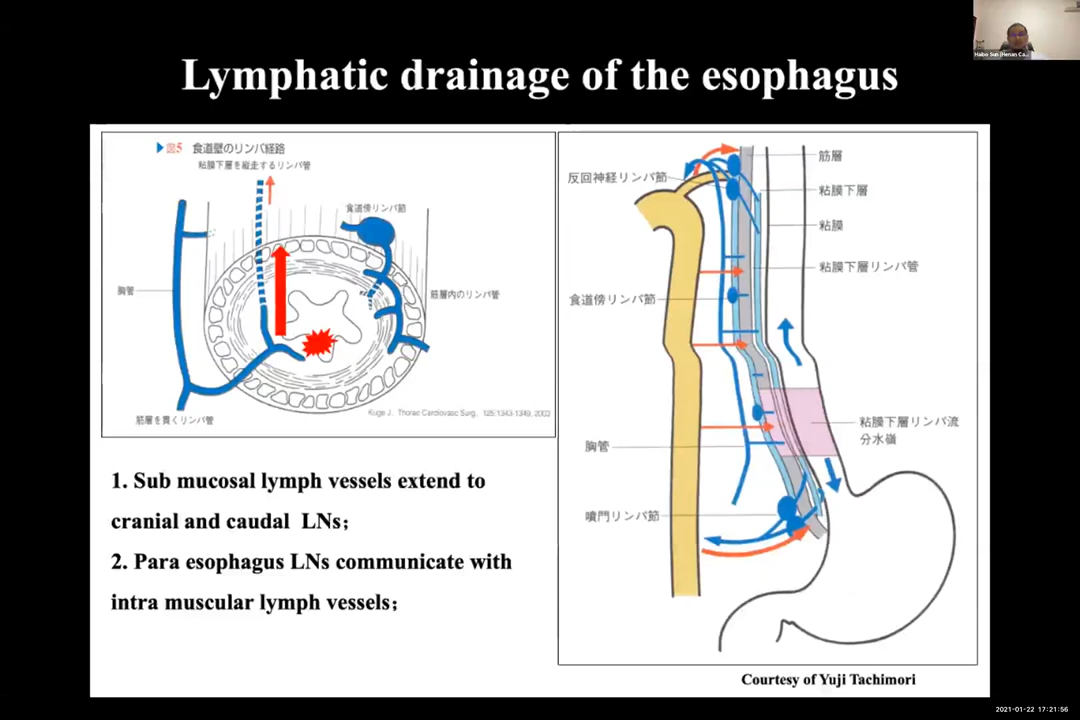 Haibo Sun (Henan Ca...
Lymphatic drainage of the esophagus
図5 食道壁のリンパ経路
粘膜下層を縦走するリンパ管
食道傍リンパ節
胸管
筋層内のリンパ管
筋層を貫くリンパ管
Kuge J. Thorac Cardiovasc Surg, 125:1343-1349, 2003
筋層
反回神経リンパ節
粘膜下層
粘膜
粘膜下層リンパ管
食道傍リンパ節
粘膜下層リンパ流
分水嶺
胸管
噴門リンパ節
1. Sub mucosal lymph vessels extend to
cranial and caudal LNs;
2. Para esophagus LNs communicate with
intra muscular lymph vessels;
Courtesy of Yuji Tachimori
2021-01-22 17:21:56